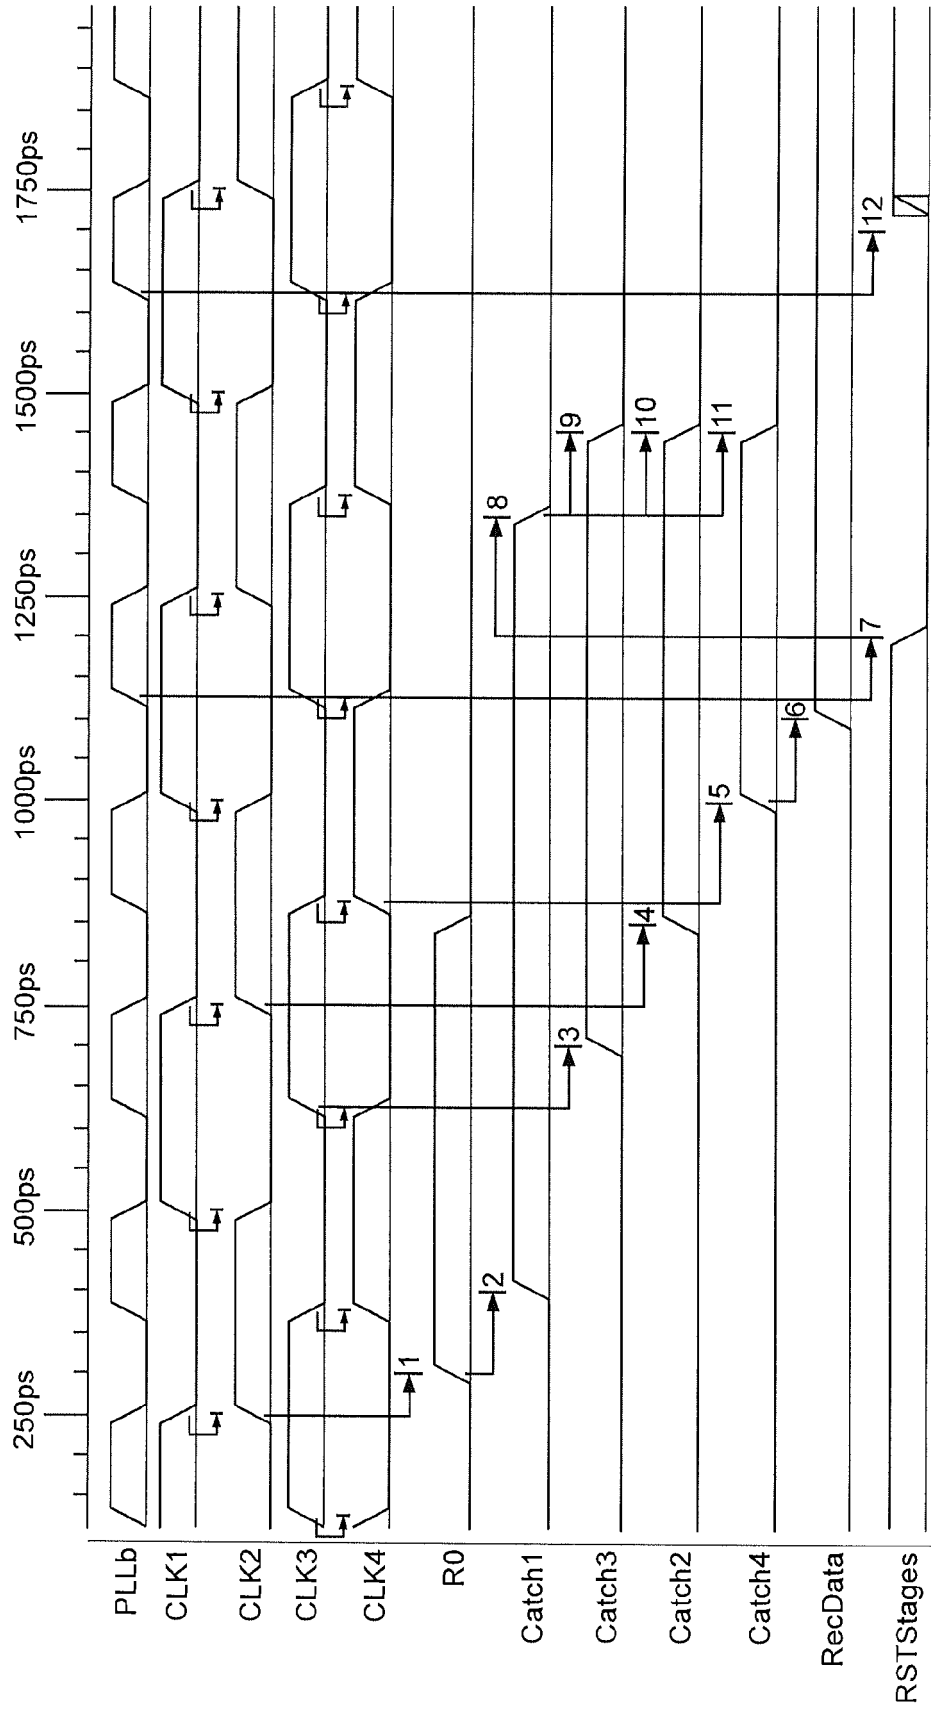 250ps
500ps
750ps
1000ps
1250ps
1500ps
1750ps
PLLb
CLK1
CLK2
CLK3
CLK4
R0
1
Catch1
2
8
Catch3
3
9
Catch2
4
10
Catch4
5
11
RecData
6
RSTStages
7
12